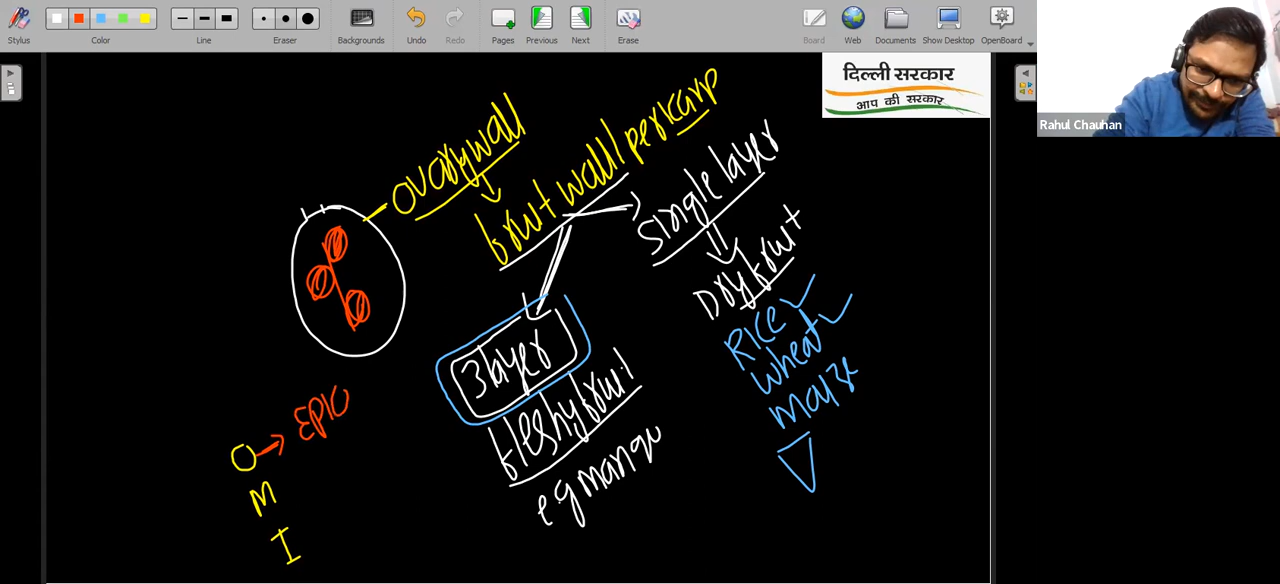 Stylus
Color
Line
Eraser
Backgrounds
Undo
Redo
Pages
Previous
Next
Erase
Board
Web
Documents
Show Desktop
OpenBoard
दिल्ली सरकार
आप की सरकार
Rahul Chauhan
ovary wall
fruit wall / perkarp
single layer
Dry fruit
Rice
wheat
maize
3 layer
fleshy fruit
eg mango
O → EPIC
M
I